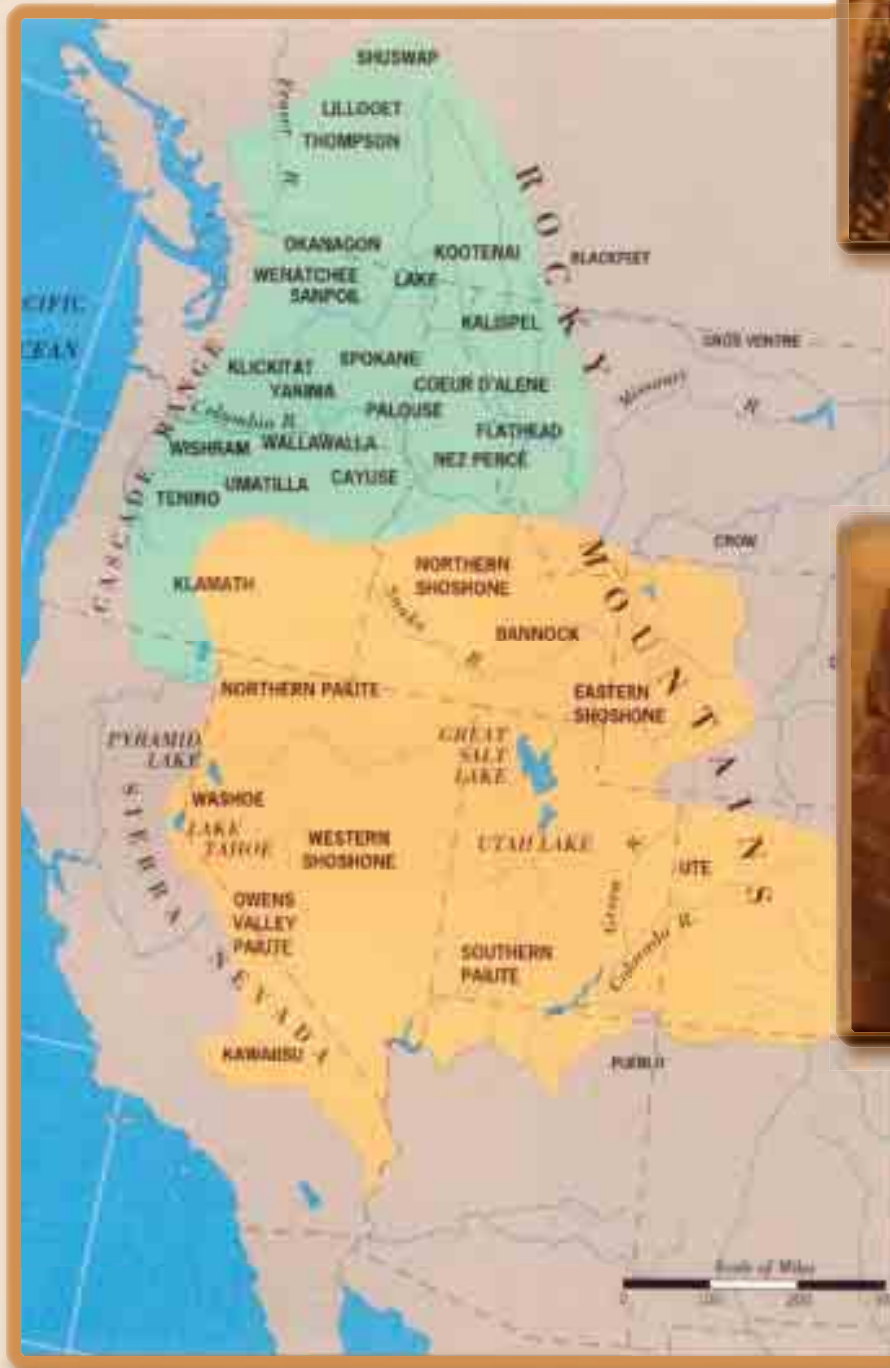 SHUSWAP
Fraser R
LILLOOET
THOMPSON
ROCKY MOUNTAINS
OKANAGON
KOOTENAI
BLACKFEET
WENATCHEE
LAKE
SANPOIL
KALISPEL
GROS VENTRE
CIFIC
CEAN
KLICKITAT
SPOKANE
YAKIMA
COEUR D'ALENE
Missouri R
Columbia R.
PALOUSE
CASCADE RANGE
WISHRAM
WALLAWALLA
FLATHEAD
NEZ PERCÉ
UMATILLA
CAYUSE
TENINO
CROW
KLAMATH
NORTHERN
SHOSHONE
Snake R
BANNOCK
NORTHERN PAIUTE
EASTERN
SHOSHONE
PYRAMID
LAKE
GREAT
SALT
LAKE
WASHOE
LAKE
TAHOE
WESTERN
SHOSHONE
UTAH LAKE
Green R
UTE
SIERRA NEVADA
OWENS
VALLEY
PAIUTE
Colorado R.
SOUTHERN
PAIUTE
KAWAIISU
PUEBLO
Scale of Miles
0 100 200